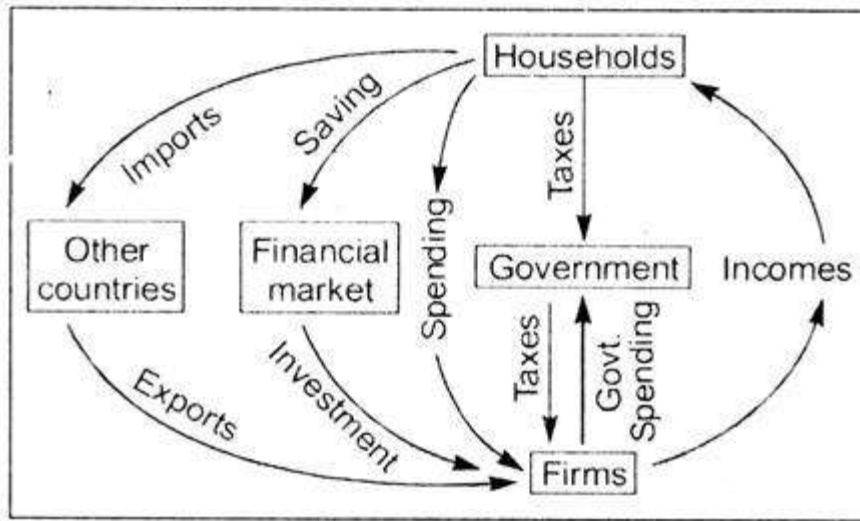 Households
Imports
Saving
Taxes
Spending
Other
countries
Financial
market
Government
Incomes
Exports
Investment
Taxes
Govt.
Spending
Firms